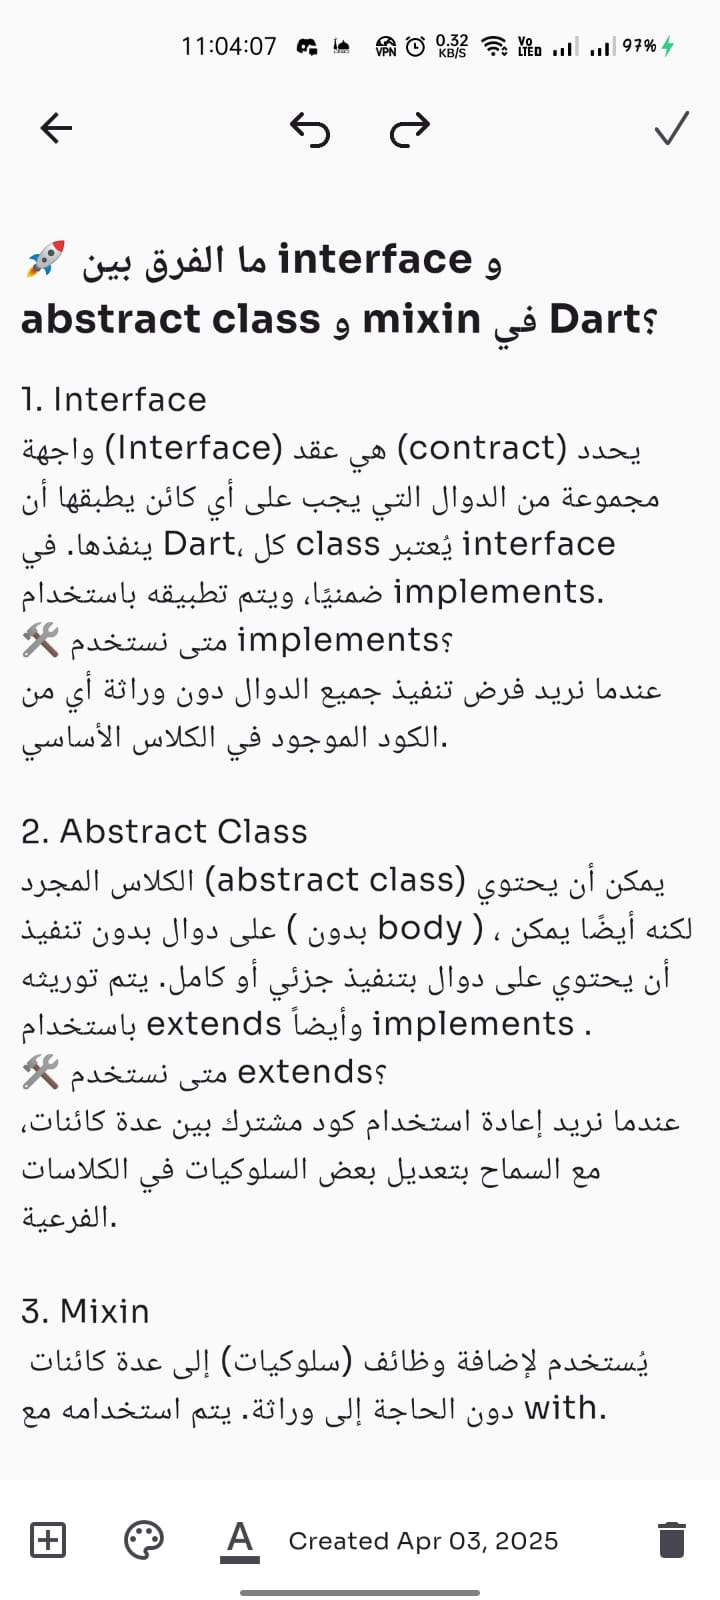 11:04:07 VPN 0.32 KB/S Vo LTED 97%
🚀 ما الفرق بين interface و
abstract class و mixin في Dart؟
1. Interface
واجهة (Interface) هي عقد (contract) يحدد
مجموعة من الدوال التي يجب على أي كائن يطبقها أن
ينفذها. في Dart، كل class يُعتبر interface
ضمنيًا، ويتم تطبيقه باستخدام implements.
🛠 متى نستخدم implements؟
عندما نريد فرض تنفيذ جميع الدوال دون وراثة أي من
الكود الموجود في الكلاس الأساسي.
2. Abstract Class
الكلاس المجرد (abstract class) يمكن أن يحتوي
على دوال بدون تنفيذ ( بدون body ) ، لكنه أيضًا يمكن
أن يحتوي على دوال بتنفيذ جزئي أو كامل. يتم توريثه
باستخدام extends وأيضاً implements .
🛠 متى نستخدم extends؟
عندما نريد إعادة استخدام كود مشترك بين عدة كائنات،
مع السماح بتعديل بعض السلوكيات في الكلاسات
الفرعية.
3. Mixin
يُستخدم لإضافة وظائف (سلوكيات) إلى عدة كائنات
دون الحاجة إلى وراثة. يتم استخدامه مع with.
A Created Apr 03, 2025